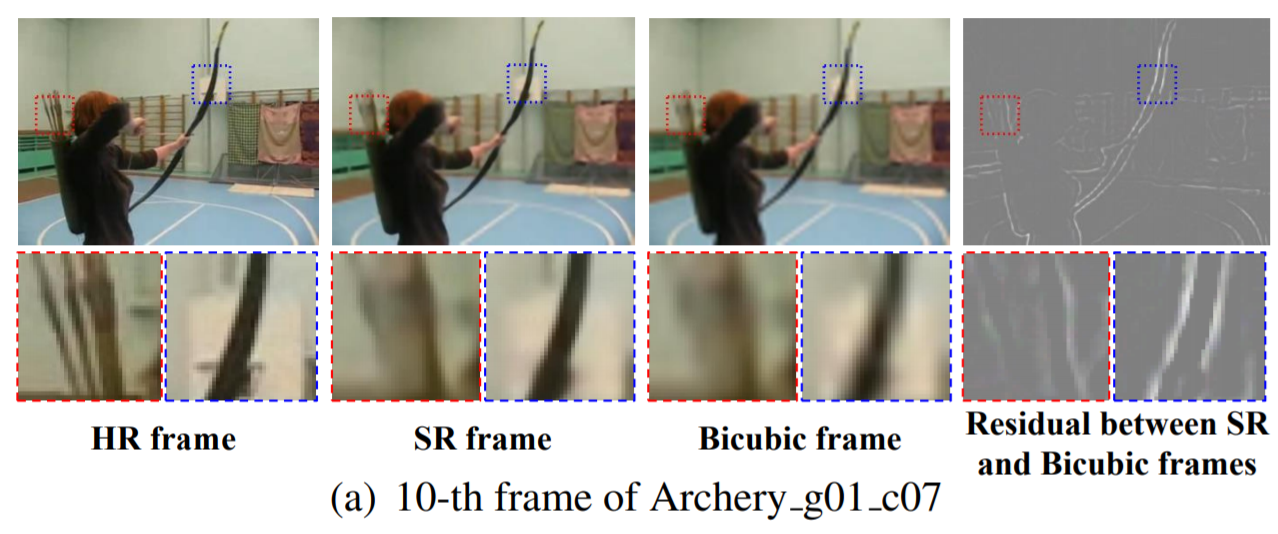 HR frame
SR frame
Bicubic frame
Residual between SR
and Bicubic frames
(a) 10-th frame of Archery_g01_c07